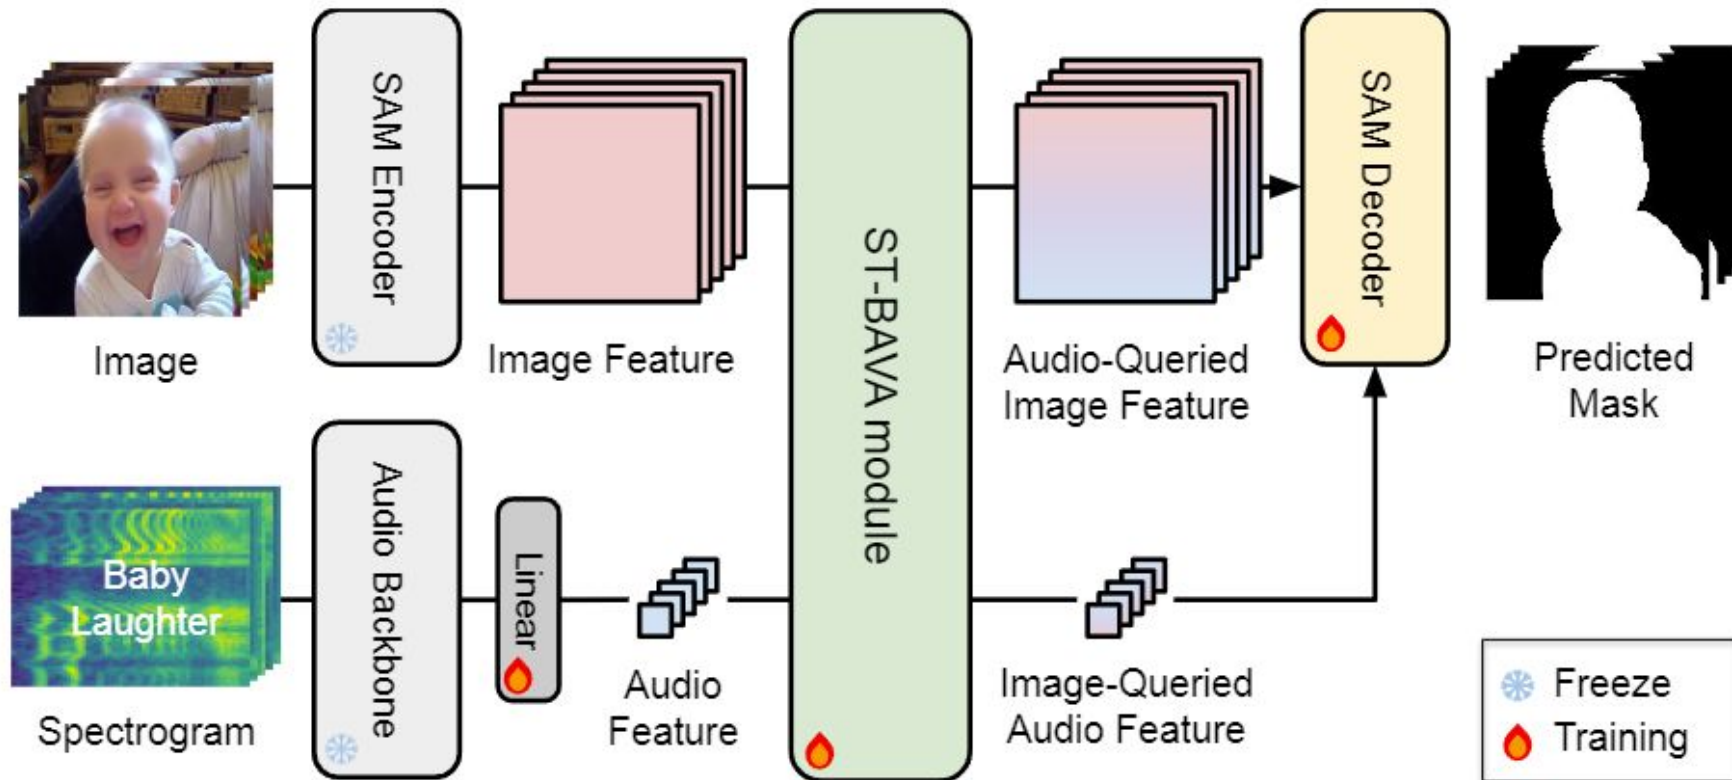 SAM Encoder
SAM Decoder
ST-BAVA module
Image
Image Feature
Audio-Queried
Image Feature
Predicted
Mask
Audio Backbone
Linear
Baby
Laughter
Spectrogram
Audio
Feature
Image-Queried
Audio Feature
Freeze
Training